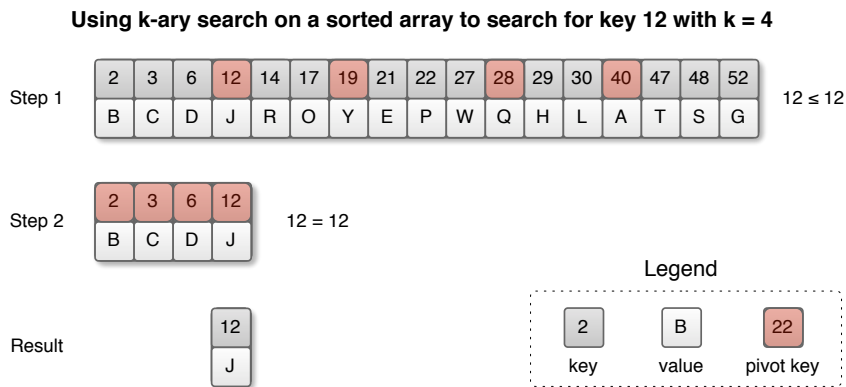 Using k-ary search on a sorted array to search for key 12 with k = 4
2 3 6 12 14 17 19 21 22 27 28 29 30 40 47 48 52
Step 1
12 ≤ 12
B C D J R O Y E P W Q H L A T S G
2 3 6 12
Step 2
12 = 12
B C D J
Legend
12
2 B 22
Result
J
key value pivot key